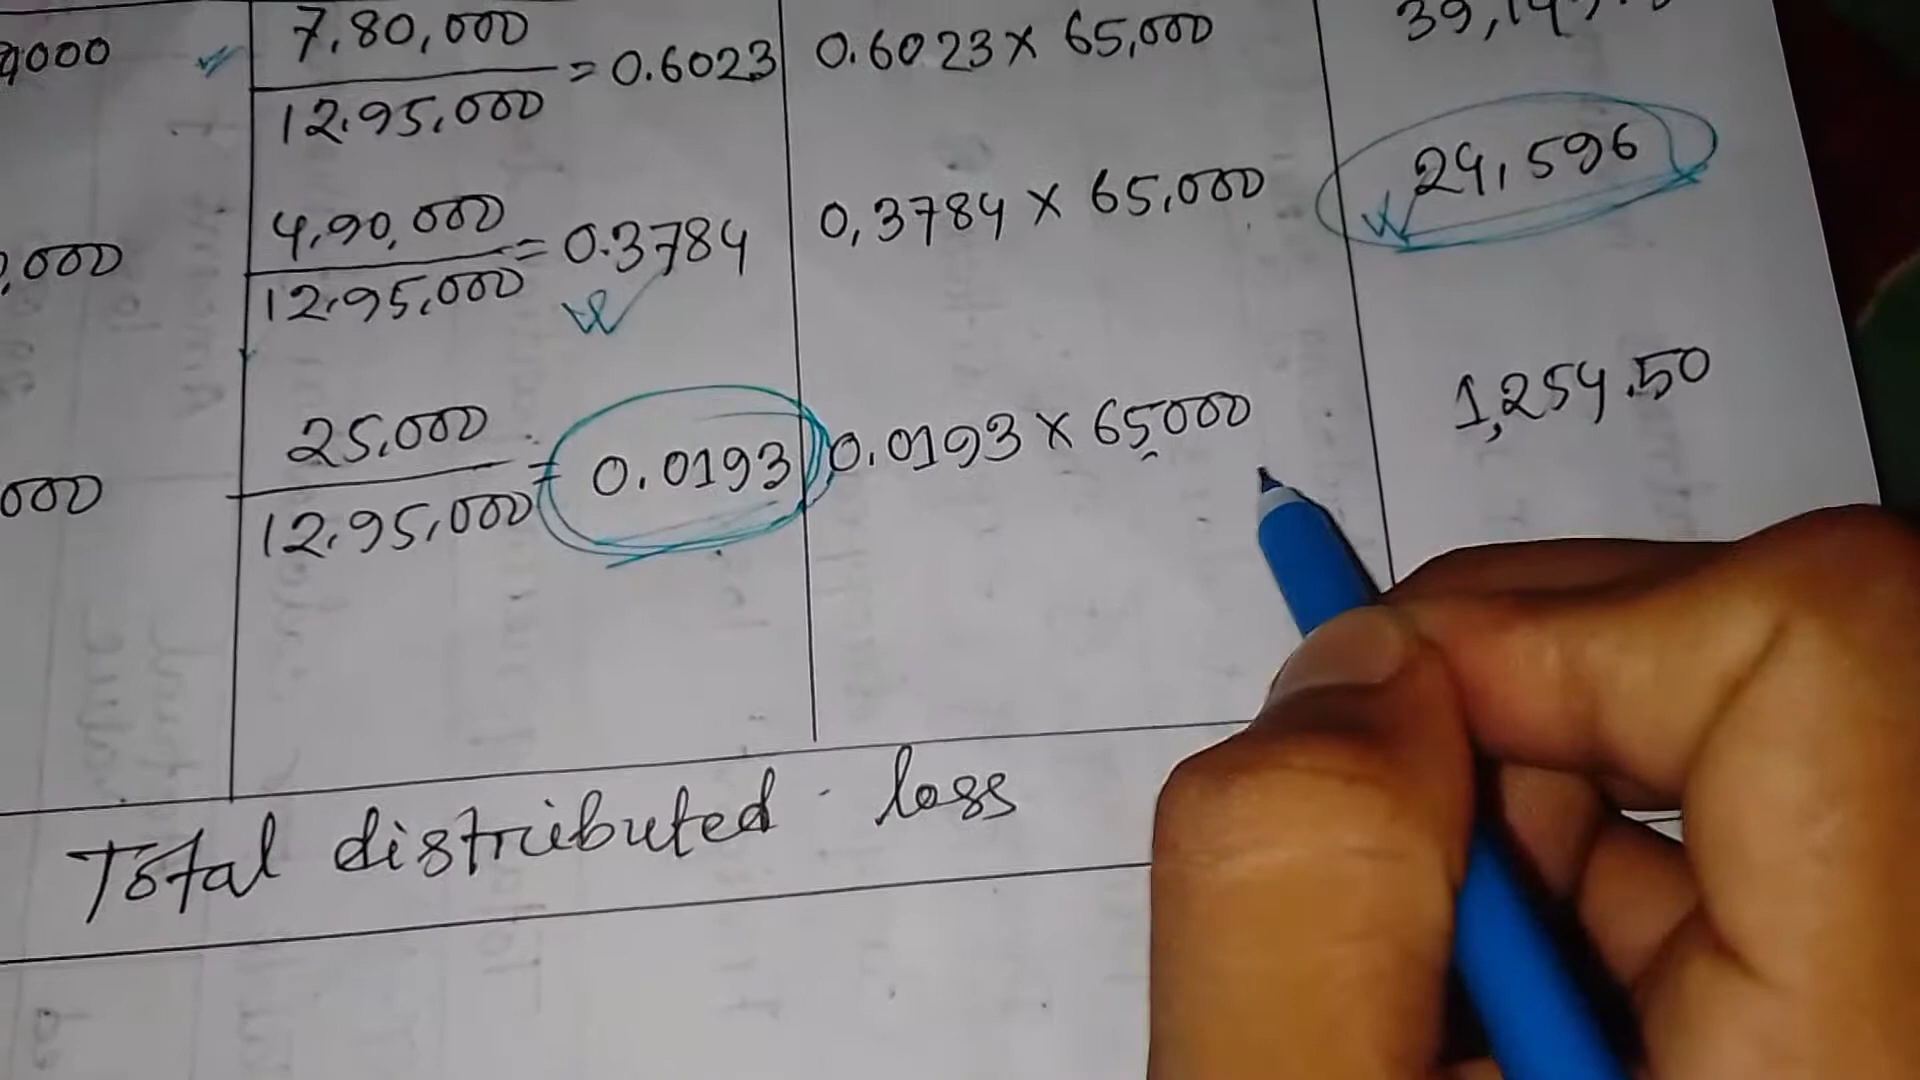 7,80,000
12,95,000 = 0.6023 0.6023 × 65,000
4,90,000
12,95,000 = 0.3784 0,3784 × 65,000 24,596
25,000
12,95,000 = 0.0193 0.0193 × 65000 1,254.50
Total distributed loss